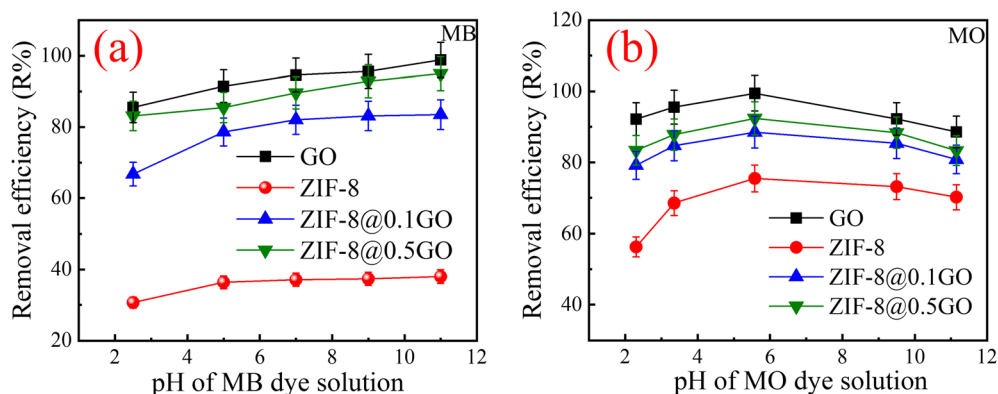 (a)
MB
Removal efficiency (R%)
100
80
60
40
20
GO
ZIF-8
ZIF-8@0.1GO
ZIF-8@0.5GO
2 4 6 8 10 12
pH of MB dye solution
(b)
MO
Removal efficiency (R%)
120
100
80
60
40
GO
ZIF-8
ZIF-8@0.1GO
ZIF-8@0.5GO
2 4 6 8 10 12
pH of MO dye solution